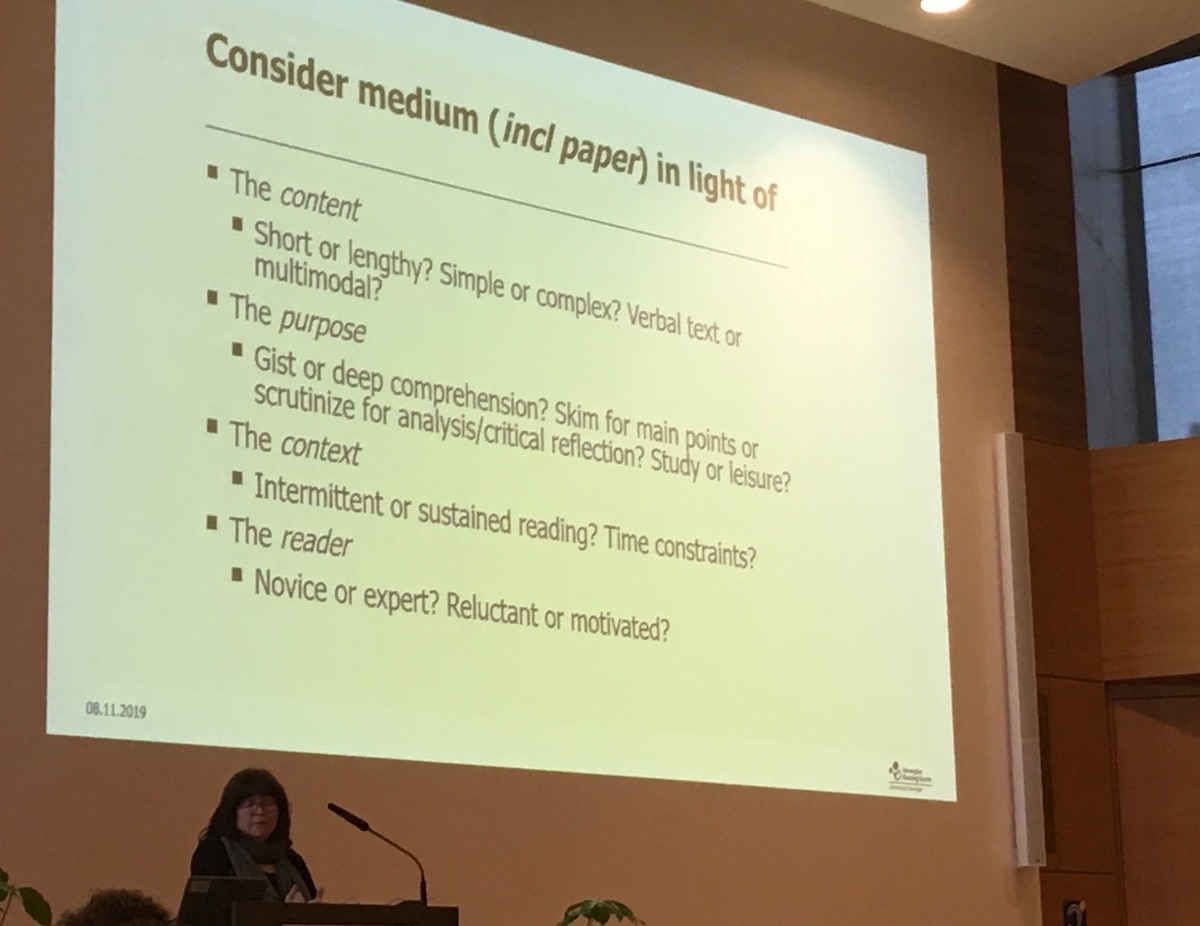 Consider medium (incl paper) in light of
▪ The content
▪ Short or lengthy? Simple or complex? Verbal text or
multimodal?
▪ The purpose
▪ Gist or deep comprehension? Skim for main points or
scrutinize for analysis/critical reflection? Study or leisure?
▪ The context
▪ Intermittent or sustained reading? Time constraints?
▪ The reader
▪ Novice or expert? Reluctant or motivated?
08.11.2019